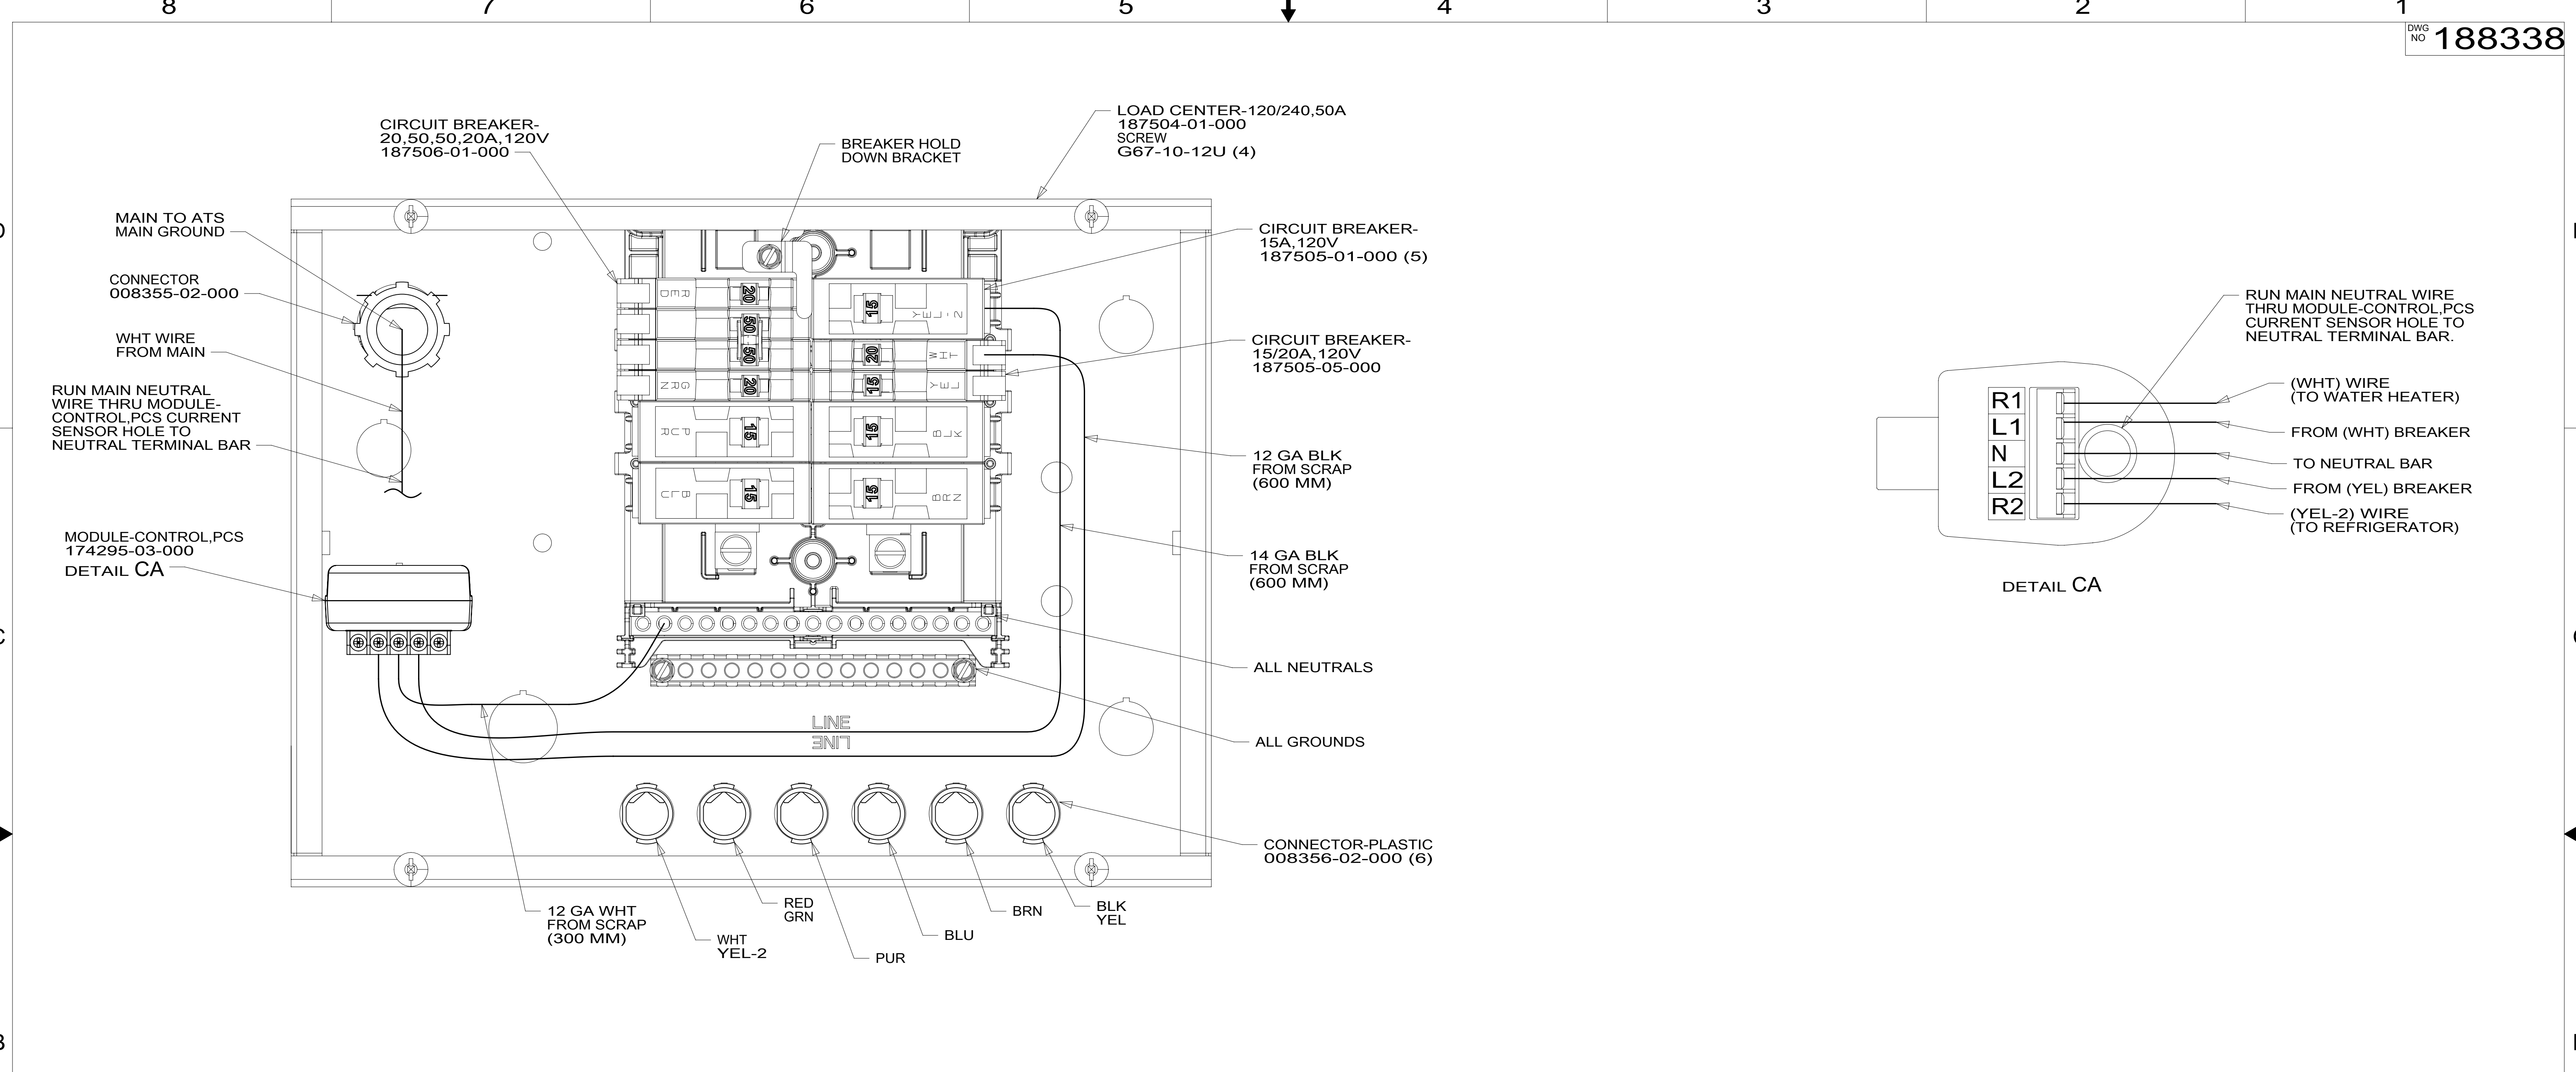 8 7 6 5 4 3 2 1
DWG
NO 188338
CIRCUIT BREAKER-
20,50,50,20A,120V
187506-01-000
BREAKER HOLD
DOWN BRACKET
LOAD CENTER-120/240,50A
187504-01-000
SCREW
G67-10-12U (4)
MAIN TO ATS
MAIN GROUND
CONNECTOR
008355-02-000
WHT WIRE
FROM MAIN
RUN MAIN NEUTRAL
WIRE THRU MODULE-
CONTROL,PCS CURRENT
SENSOR HOLE TO
NEUTRAL TERMINAL BAR
MODULE-CONTROL,PCS
174295-03-000
DETAIL CA
RED
20
50
50
GRN
20
PUR
15
BLU
15
15
YEL-2
20
WHT
15
YEL
15
BLK
15
BRN
CIRCUIT BREAKER-
15A,120V
187505-01-000 (5)
CIRCUIT BREAKER-
15/20A,120V
187505-05-000
12 GA BLK
FROM SCRAP
(600 MM)
14 GA BLK
FROM SCRAP
(600 MM)
ALL NEUTRALS
ALL GROUNDS
LINE
LINE
CONNECTOR-PLASTIC
008356-02-000 (6)
12 GA WHT
FROM SCRAP
(300 MM)
WHT
YEL-2
RED
GRN
PUR
BLU
BRN
BLK
YEL
RUN MAIN NEUTRAL WIRE
THRU MODULE-CONTROL,PCS
CURRENT SENSOR HOLE TO
NEUTRAL TERMINAL BAR.
R1
L1
N
L2
R2
(WHT) WIRE
(TO WATER HEATER)
FROM (WHT) BREAKER
TO NEUTRAL BAR
FROM (YEL) BREAKER
(YEL-2) WIRE
(TO REFRIGERATOR)
DETAIL CA